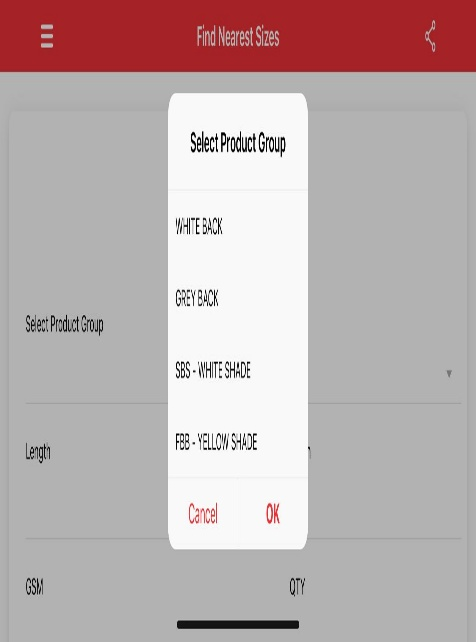 Find Nearest Sizes
Select Product Group
WHITE BACK
GREY BACK
SBS - WHITE SHADE
FBB - YELLOW SHADE
Cancel OK
Select Product Group
Length
GSM QTY